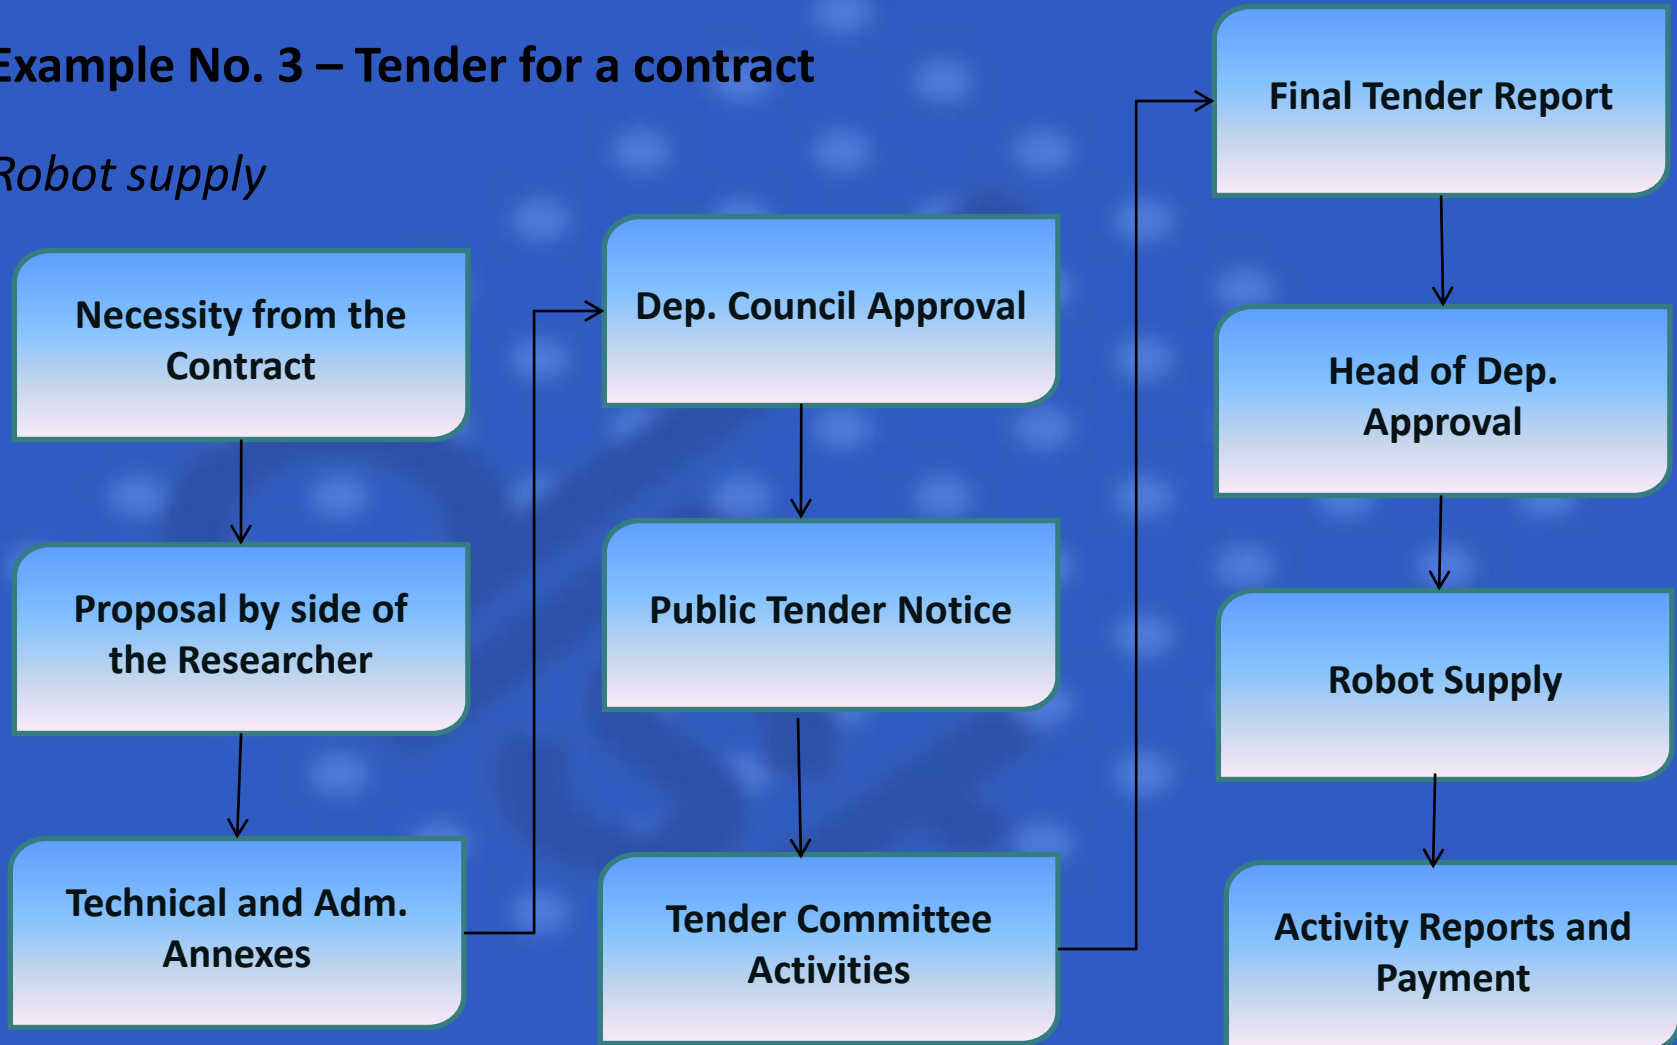 Example No. 3 – Tender for a contract
Robot supply
Necessity from the
Contract
Proposal by side of
the Researcher
Technical and Adm.
Annexes
Dep. Council Approval
Public Tender Notice
Tender Committee
Activities
Final Tender Report
Head of Dep.
Approval
Robot Supply
Activity Reports and
Payment